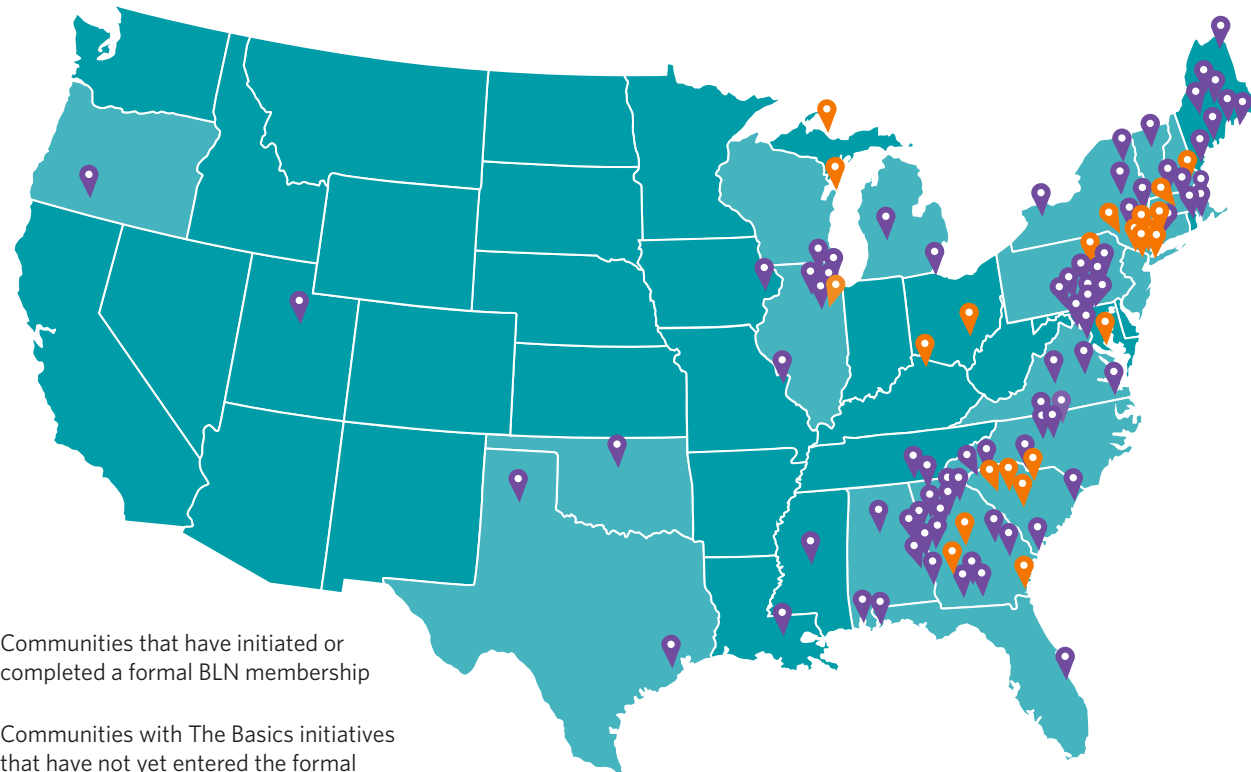 Communities that have initiated or
completed a formal BLN membership
Communities with The Basics initiatives
that have not yet entered the formal